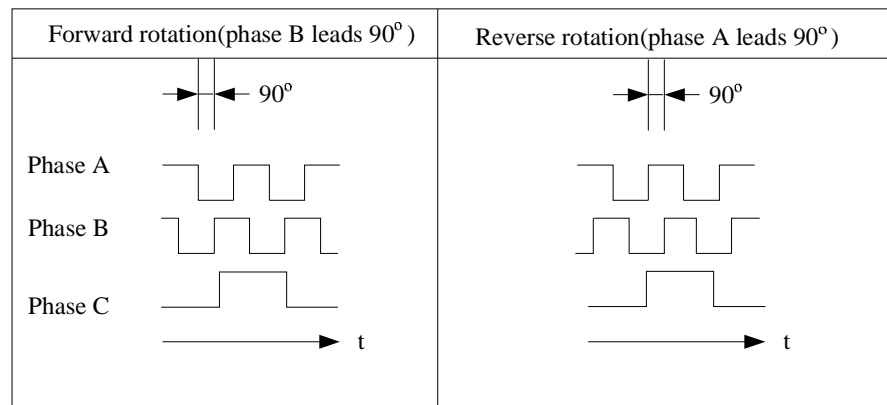 Forward rotation(phase B leads 90°)
Reverse rotation(phase A leads 90°)
90°
90°
Phase A
Phase B
Phase C
t
t